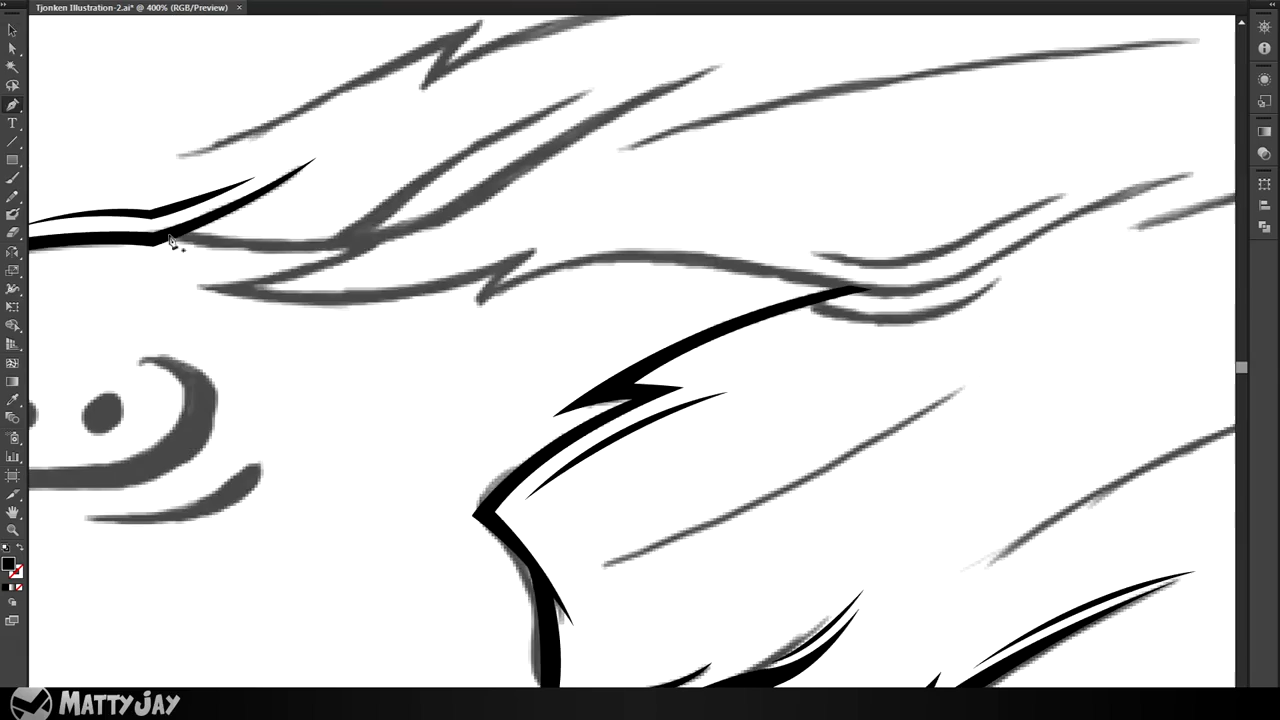 Tjonken Illustration-2.ai* @ 400% (RGB/Preview) ×
T
MATTYJAY